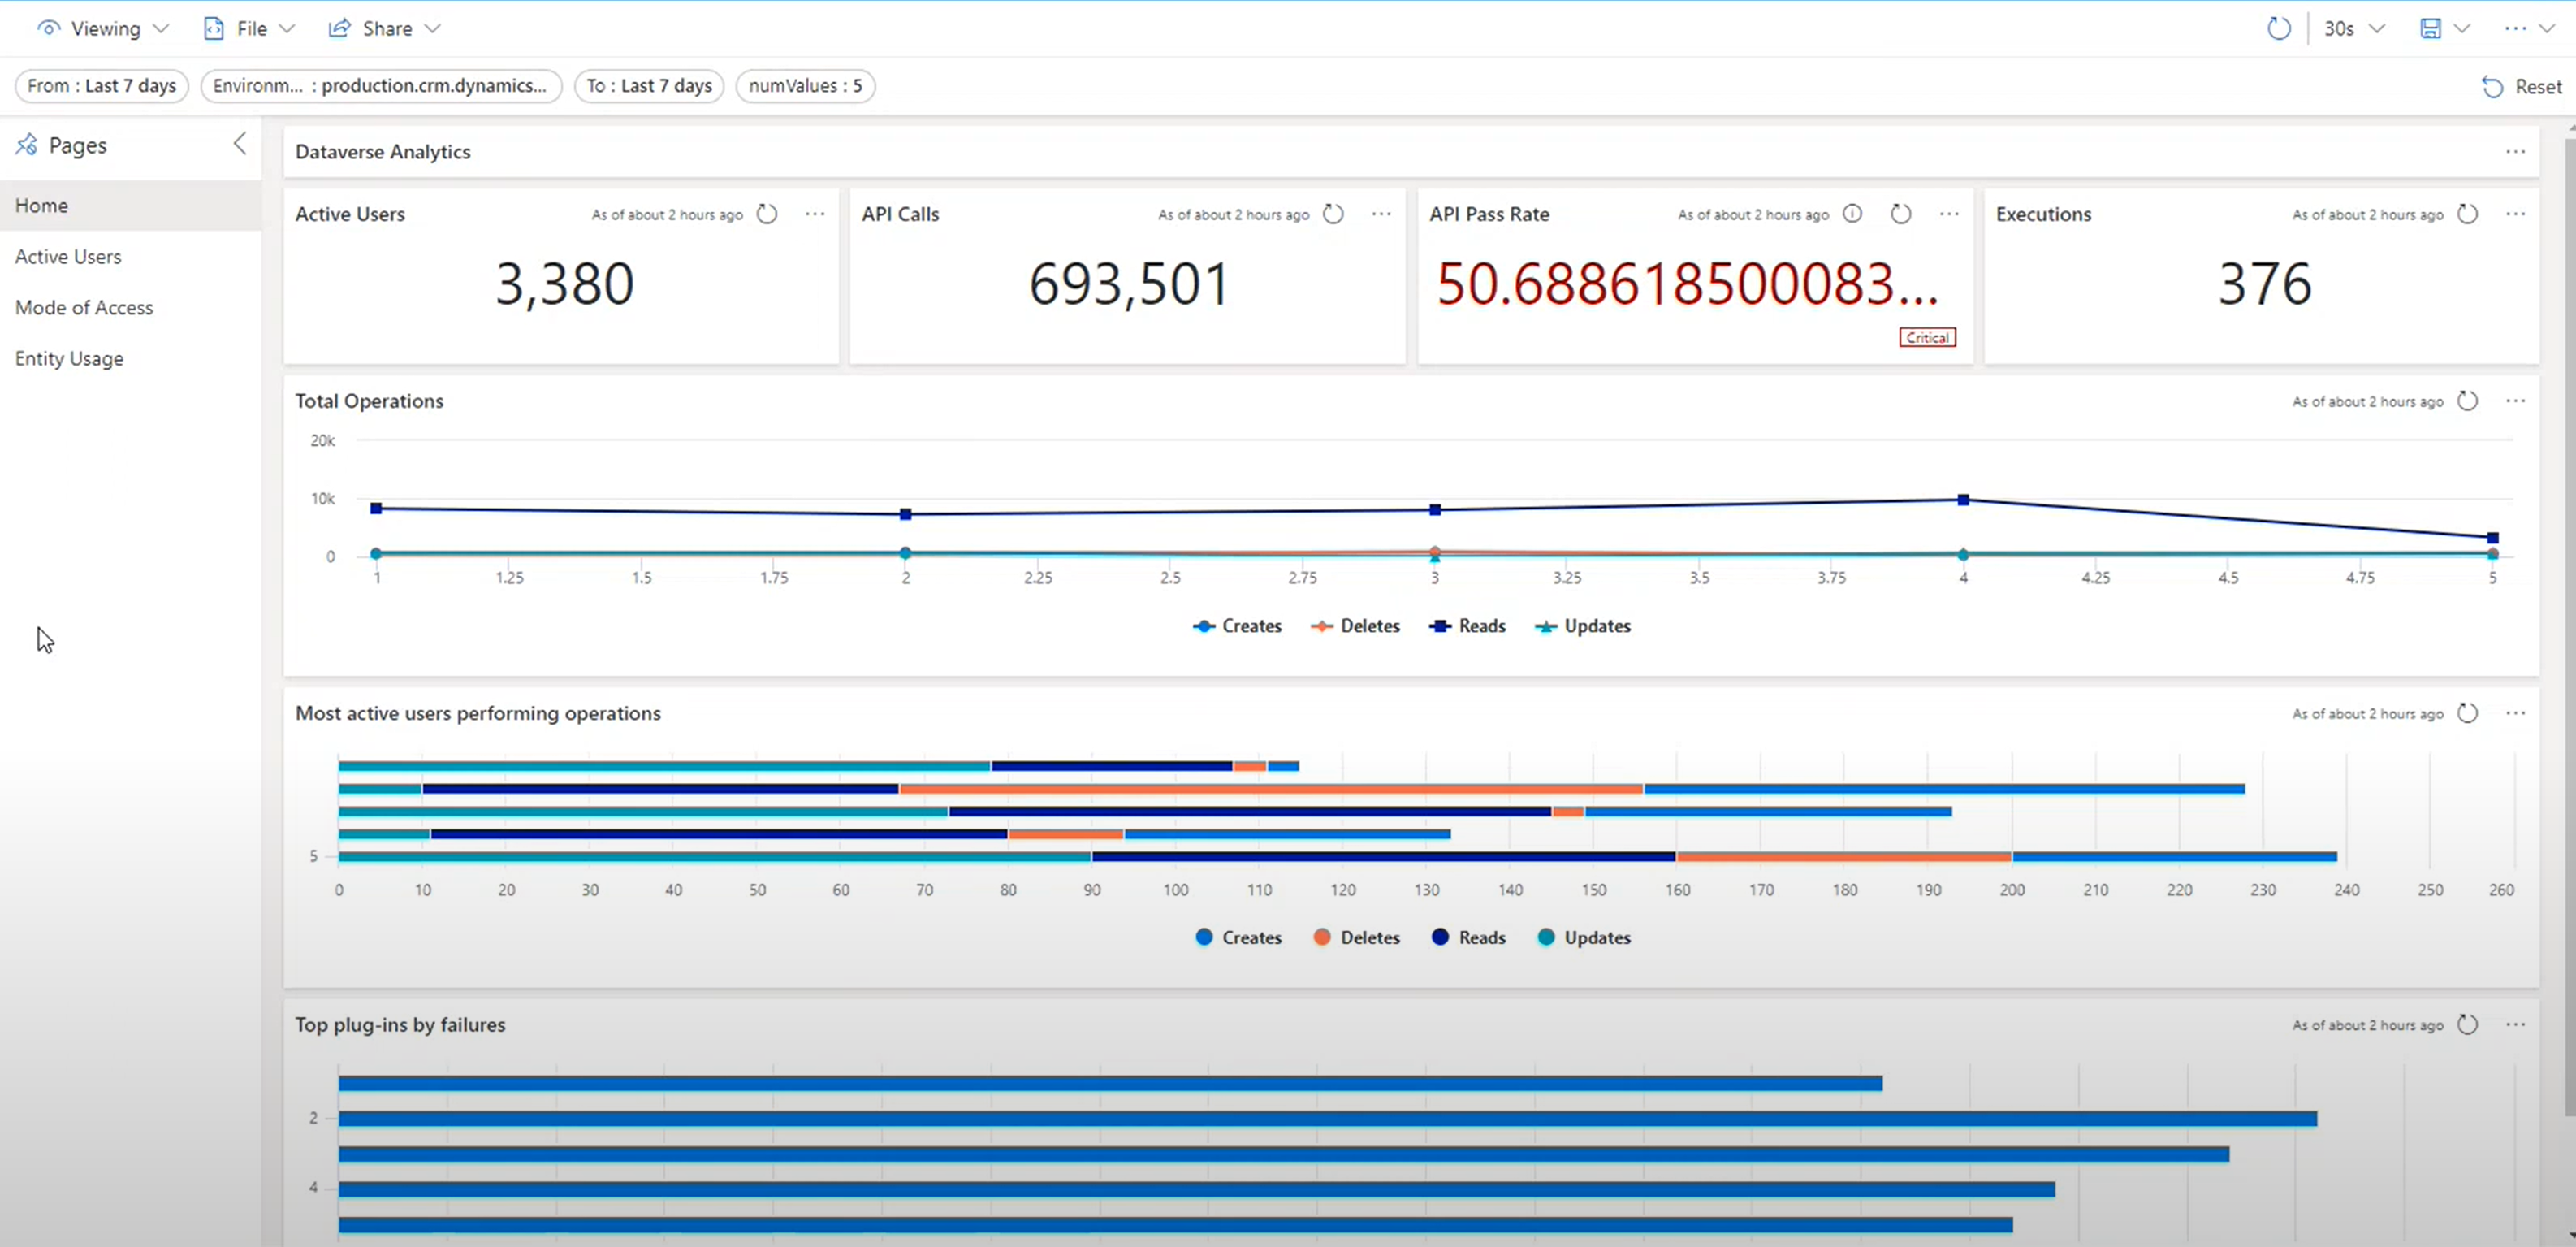 Viewing File Share 30s
From : Last 7 days Environm... : production.crm.dynamics... To : Last 7 days numValues : 5 Reset
Pages
Home
Active Users
Mode of Access
Entity Usage
Dataverse Analytics
Active Users As of about 2 hours ago
3,380
API Calls As of about 2 hours ago
693,501
API Pass Rate As of about 2 hours ago
50.688618500083...
Critical
Executions As of about 2 hours ago
376
Total Operations As of about 2 hours ago
20k
10k
0
1 1.25 1.5 1.75 2 2.25 2.5 2.75 3 3.25 3.5 3.75 4 4.25 4.5 4.75 5
Creates Deletes Reads Updates
Most active users performing operations As of about 2 hours ago
5
0 10 20 30 40 50 60 70 80 90 100 110 120 130 140 150 160 170 180 190 200 210 220 230 240 250 260
Creates Deletes Reads Updates
Top plug-ins by failures As of about 2 hours ago
2
4